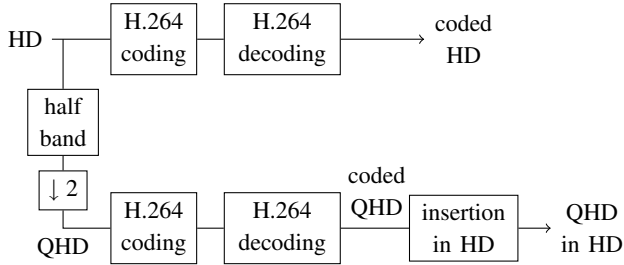 HD
H.264
coding
H.264
decoding
coded
HD
half
band
↓ 2
QHD
H.264
coding
H.264
decoding
coded
QHD
insertion
in HD
QHD
in HD